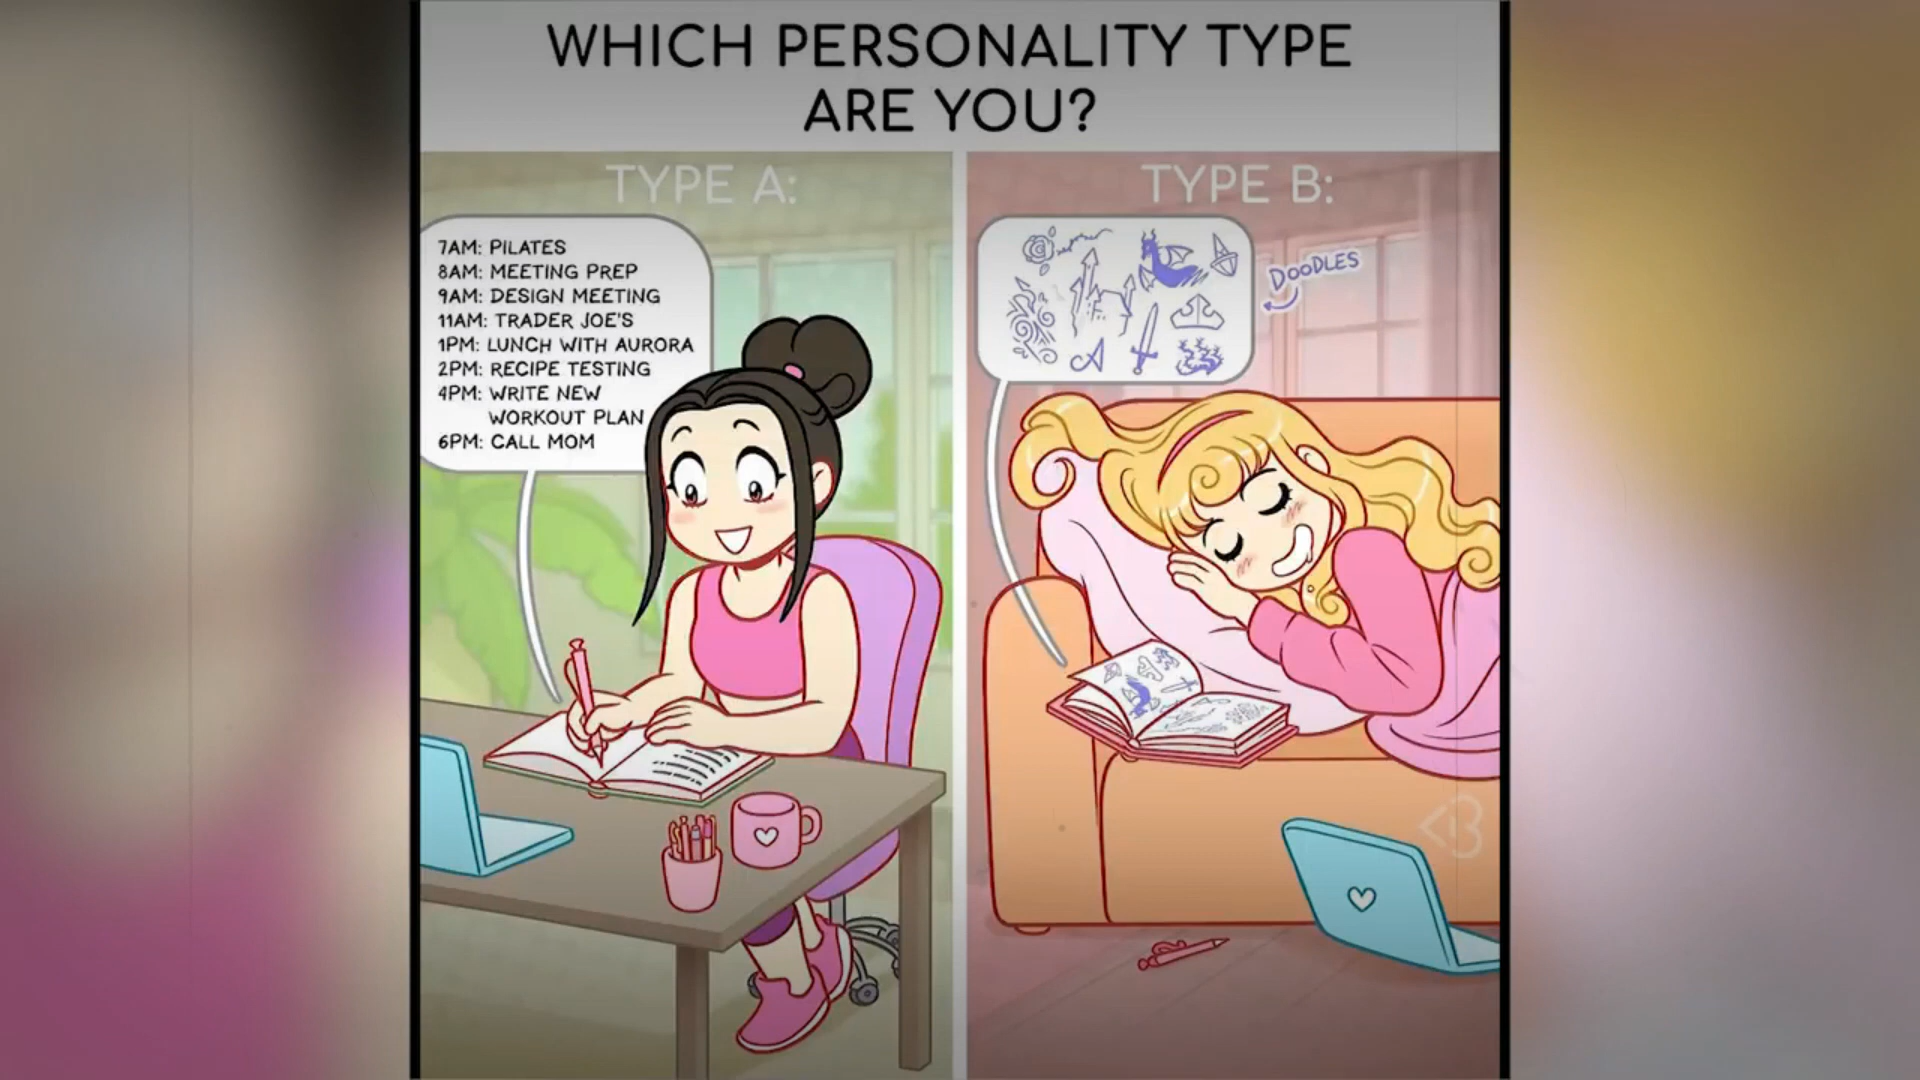 WHICH PERSONALITY TYPE
ARE YOU?
TYPE A:
7AM: PILATES
8AM: MEETING PREP
9AM: DESIGN MEETING
11AM: TRADER JOE'S
1PM: LUNCH WITH AURORA
2PM: RECIPE TESTING
4PM: WRITE NEW
WORKOUT PLAN
6PM: CALL MOM
TYPE B:
DOODLES